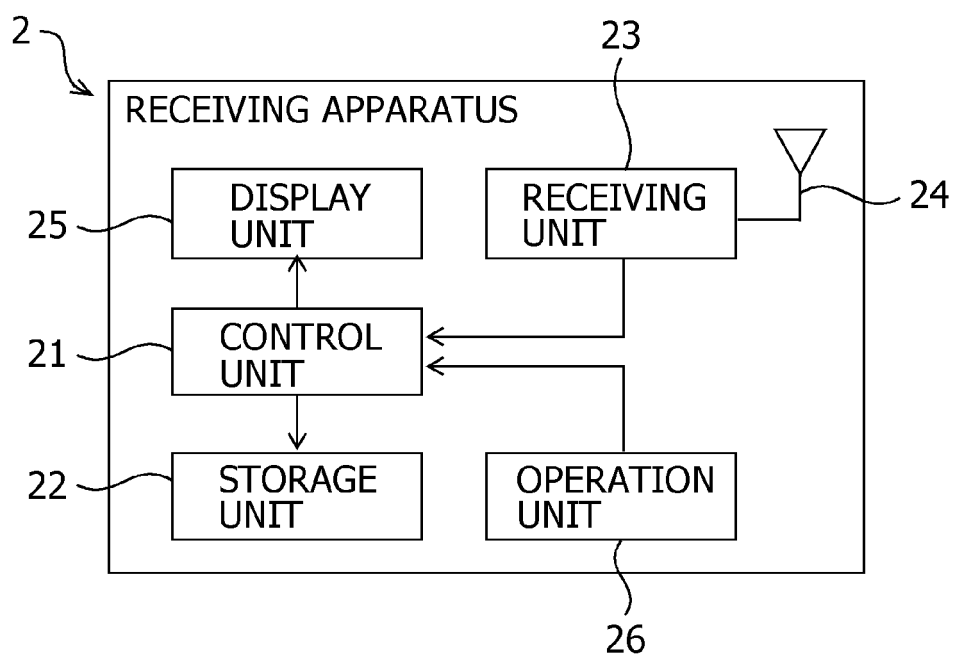 2
23
RECEIVING APPARATUS
DISPLAY
UNIT
25
RECEIVING
UNIT
24
CONTROL
UNIT
21
STORAGE
UNIT
22
OPERATION
UNIT
26